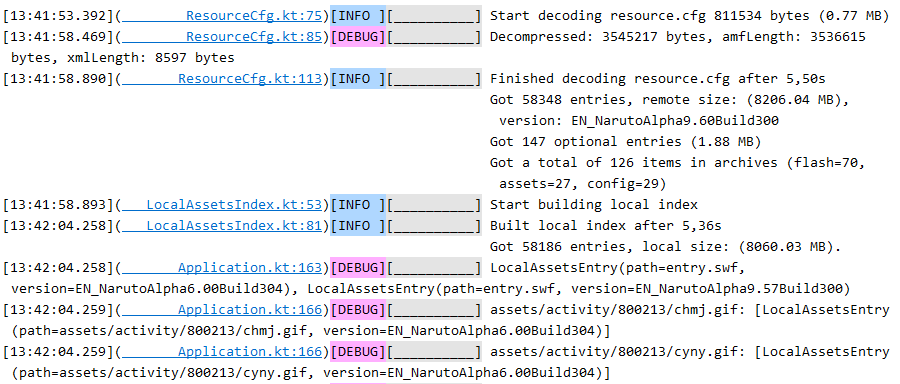 [13:41:53.392](____ResourceCfg.kt:75)[INFO ][__________] Start decoding resource.cfg 811534 bytes (0.77 MB)
[13:41:58.469](____ResourceCfg.kt:85)[DEBUG][__________] Decompressed: 3545217 bytes, amfLength: 3536615
bytes, xmlLength: 8597 bytes
[13:41:58.890](___ResourceCfg.kt:113)[INFO ][__________] Finished decoding resource.cfg after 5,50s
Got 58348 entries, remote size: (8206.04 MB),
version: EN_NarutoAlpha9.60Build300
Got 147 optional entries (1.88 MB)
Got a total of 126 items in archives (flash=70,
assets=27, config=29)
[13:41:58.893](___LocalAssetsIndex.kt:53)[INFO ][__________] Start building local index
[13:42:04.258](___LocalAssetsIndex.kt:81)[INFO ][__________] Built local index after 5,36s
Got 58186 entries, local size: (8060.03 MB).
[13:42:04.258](___Application.kt:163)[DEBUG][__________] LocalAssetsEntry(path=entry.swf,
version=EN_NarutoAlpha6.00Build304), LocalAssetsEntry(path=entry.swf, version=EN_NarutoAlpha9.57Build300)
[13:42:04.259](___Application.kt:166)[DEBUG][__________] assets/activity/800213/chmj.gif: [LocalAssetsEntry
(path=assets/activity/800213/chmj.gif, version=EN_NarutoAlpha6.00Build304)]
[13:42:04.259](___Application.kt:166)[DEBUG][__________] assets/activity/800213/cyny.gif: [LocalAssetsEntry
(path=assets/activity/800213/cyny.gif, version=EN_NarutoAlpha6.00Build304)]